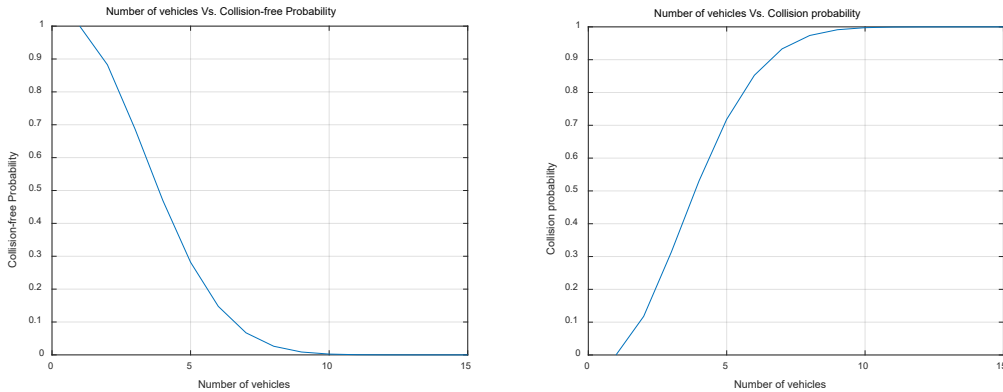 Number of vehicles Vs. Collision-free Probability
Collision-free Probability
1
0.9
0.8
0.7
0.6
0.5
0.4
0.3
0.2
0.1
0
0 5 10 15
Number of vehicles
Number of vehicles Vs. Collision probability
Collision probability
1
0.9
0.8
0.7
0.6
0.5
0.4
0.3
0.2
0.1
0
0 5 10 15
Number of vehicles